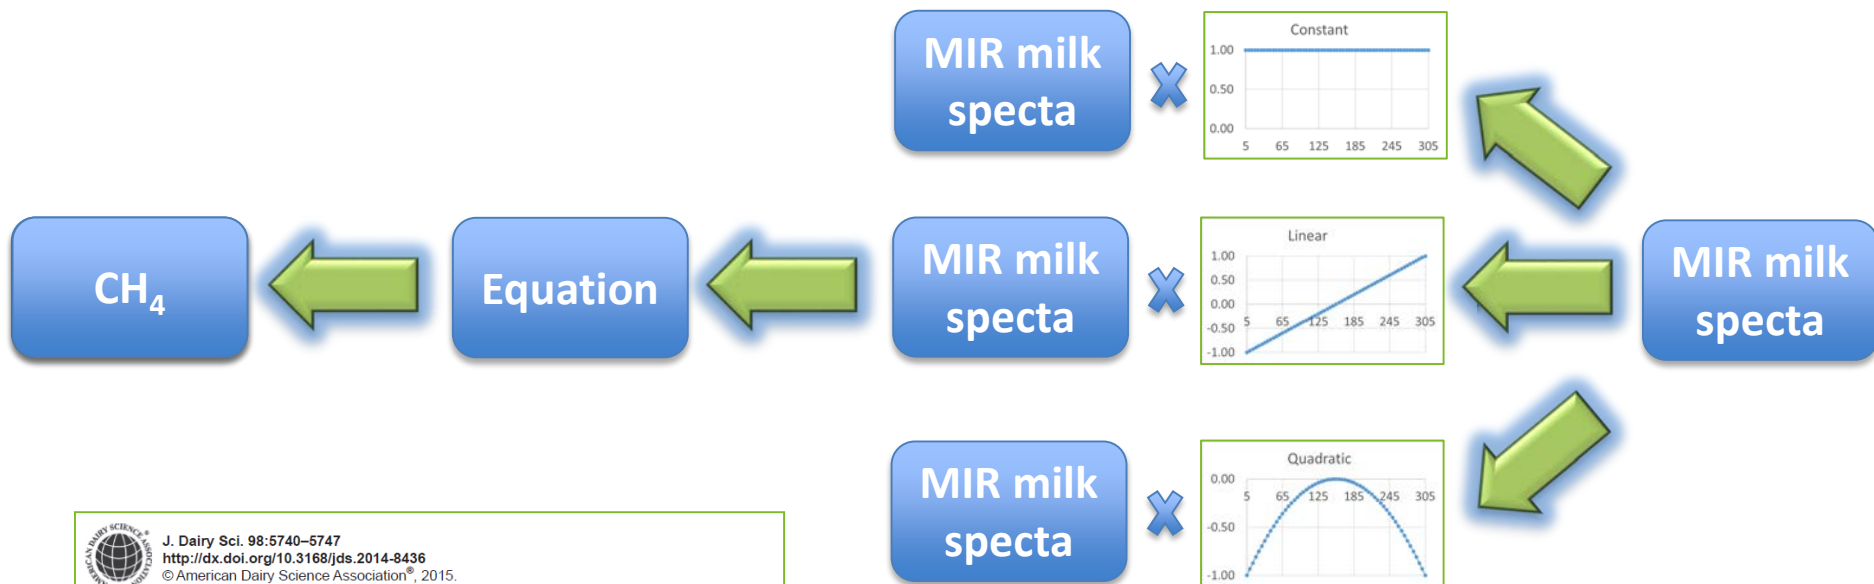 MIR milk
specta
Constant
1.00
0.50
0.00
5 65 125 185 245 305
CH₄
Equation
MIR milk
specta
Linear
1.00
0.50
0.00
-0.50
-1.00
5 65 125 185 245 305
MIR milk
specta
MIR milk
specta
Quadratic
0.00
-0.50
-1.00
5 65 125 185 245 305
AMERICAN DAIRY SCIENCE ASSOCIATION®
J. Dairy Sci. 98:5740–5747
http://dx.doi.org/10.3168/jds.2014-8436
© American Dairy Science Association®, 2015.